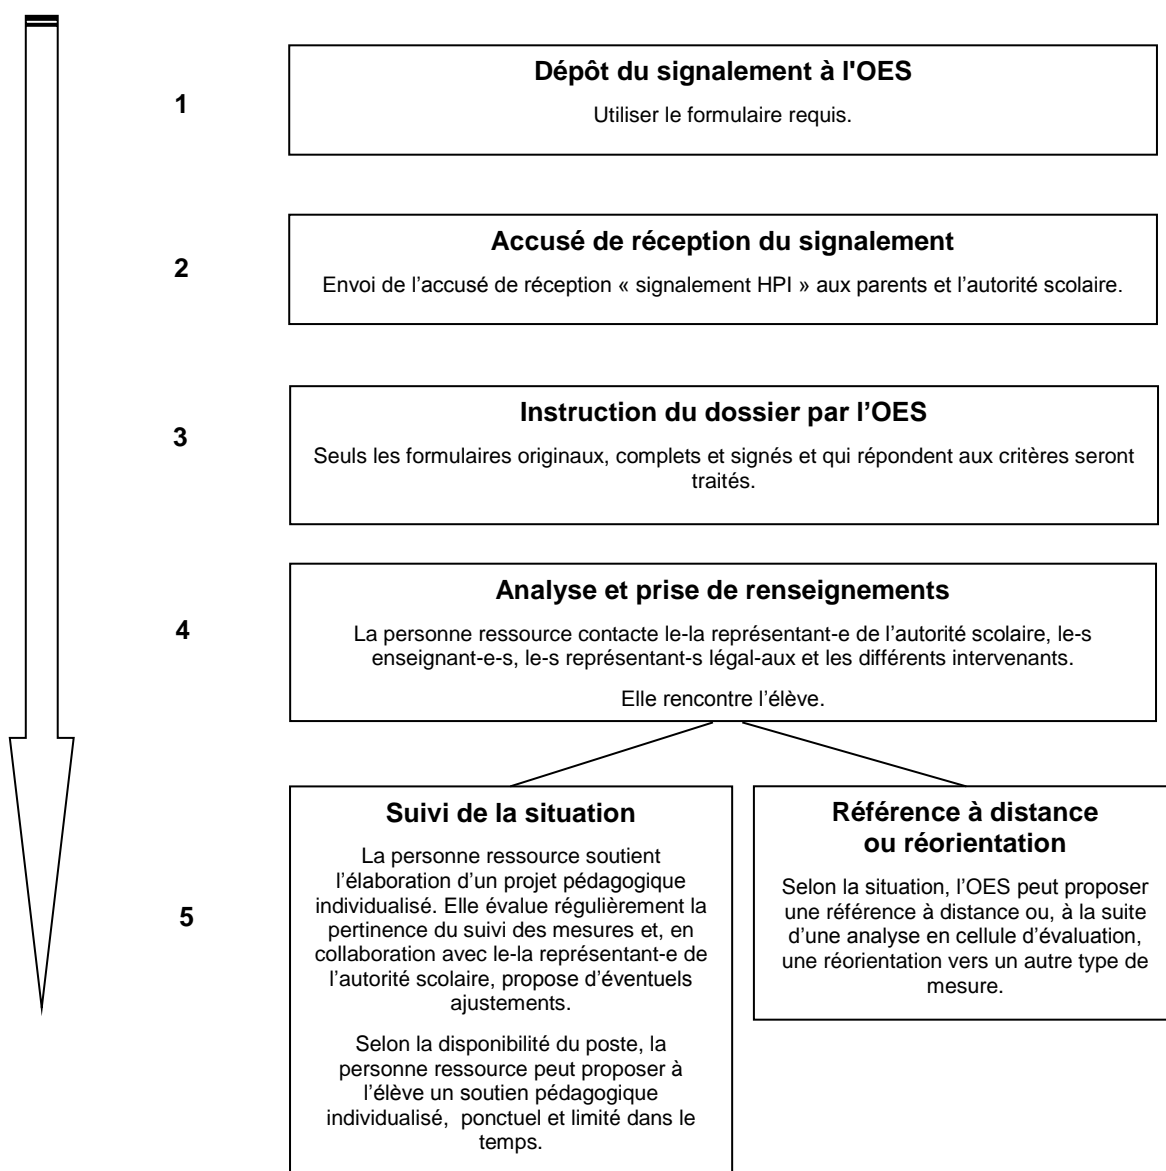 1
Dépôt du signalement à l'OES
Utiliser le formulaire requis.
2
Accusé de réception du signalement
Envoi de l’accusé de réception « signalement HPI » aux parents et l’autorité scolaire.
3
Instruction du dossier par l’OES
Seuls les formulaires originaux, complets et signés et qui répondent aux critères seront
traités.
4
Analyse et prise de renseignements
La personne ressource contacte le-la représentant-e de l’autorité scolaire, le-s
enseignant-e-s, le-s représentant-s légal-aux et les différents intervenants.
Elle rencontre l’élève.
5
Suivi de la situation
La personne ressource soutient
l’élaboration d’un projet pédagogique
individualisé. Elle évalue régulièrement la
pertinence du suivi des mesures et, en
collaboration avec le-la représentant-e de
l’autorité scolaire, propose d’éventuels
ajustements.
Selon la disponibilité du poste, la
personne ressource peut proposer à
l’élève un soutien pédagogique
individualisé, ponctuel et limité dans le
temps.
Référence à distance
ou réorientation
Selon la situation, l’OES peut proposer
une référence à distance ou, à la suite
d’une analyse en cellule d’évaluation,
une réorientation vers un autre type de
mesure.